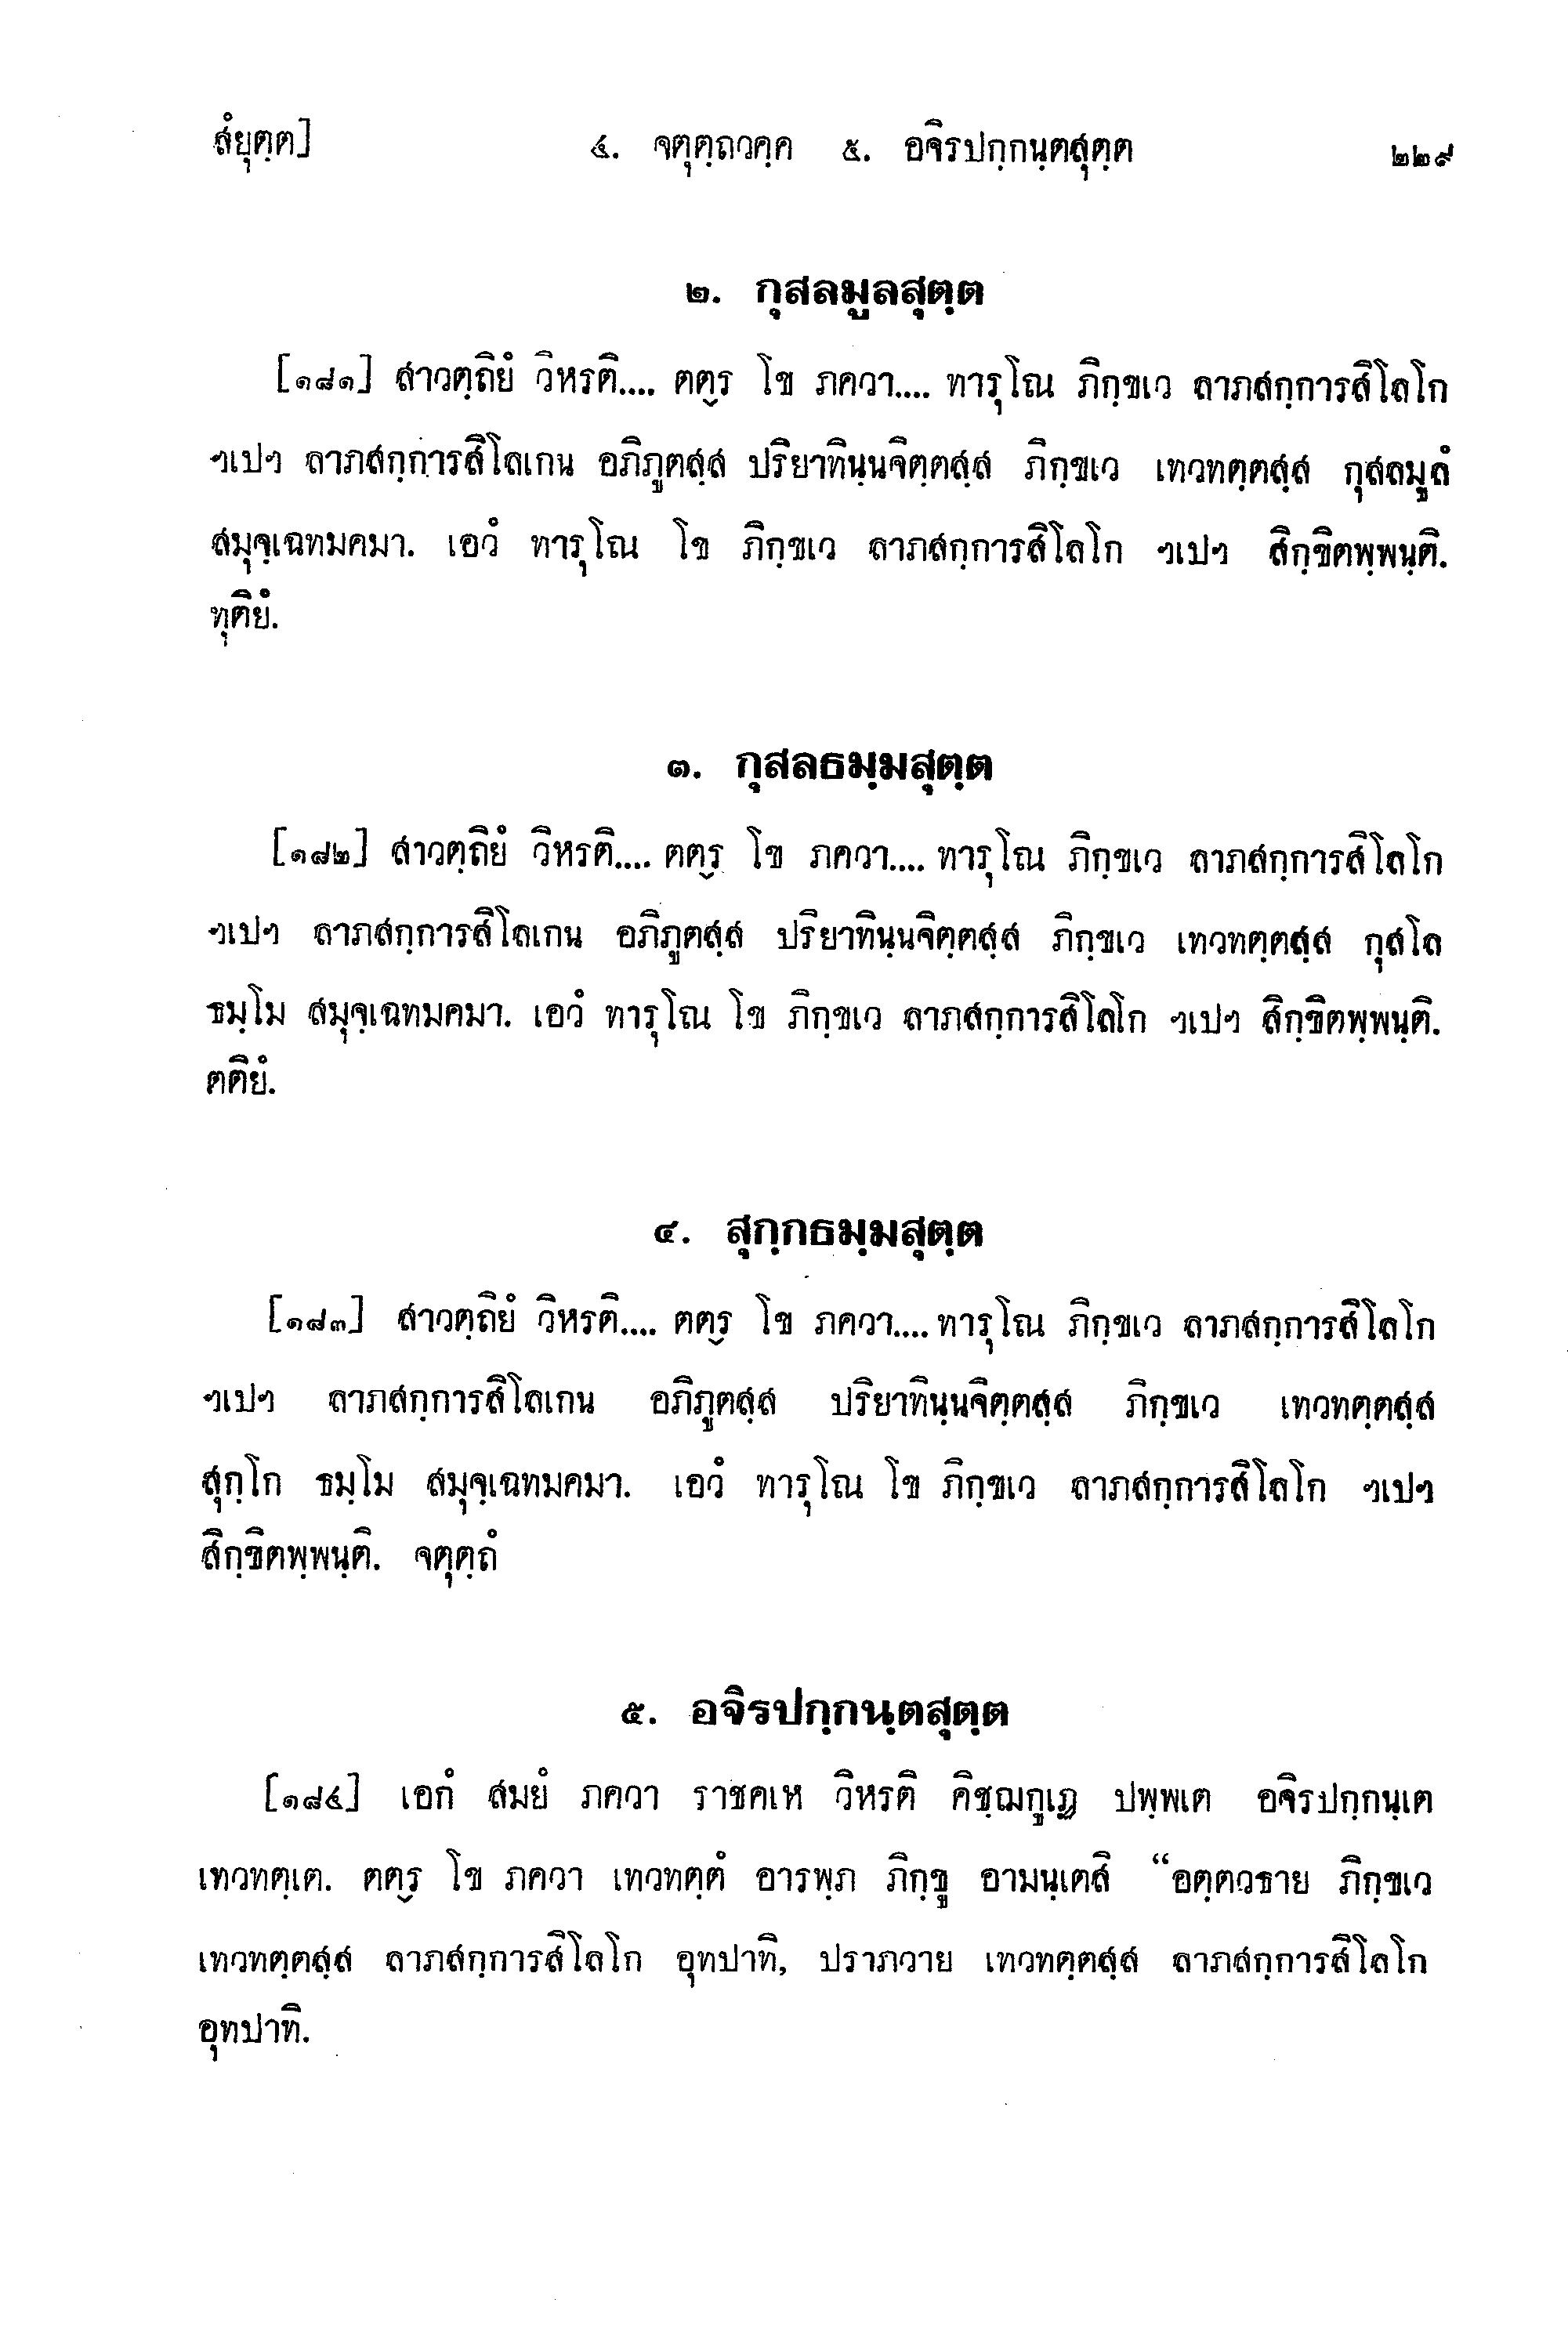 สํยุตฺต]
๔. จตุตฺถวคฺค ๕. อจิรปกฺกนฺตสุตฺต
๒๒๙
๒. กุสลมูลสุตฺต
[๑๘๑] สาวตฺถิยํ วิหรติ.... ตตฺร โข ภควา.... ทารุโณ ภิกฺขเว ลาภสกฺการสิโลโก
ฯเปฯ ลาภสกฺการสิโลเกน อภิภูตสฺส ปริยาทินฺนจิตฺตสฺส ภิกฺขเว เทวทตฺตสฺส กุสลมูลํ
สมุจฺเฉทมคมา. เอวํ ทารุโณ โข ภิกฺขเว ลาภสกฺการสิโลโก ฯเปฯ สิกฺขิตพฺพนฺติ.
ทุติยํ.
๓. กุสลธมฺมสุตฺต
[๑๘๒] สาวตฺถิยํ วิหรติ.... ตตฺร โข ภควา.... ทารุโณ ภิกฺขเว ลาภสกฺการสิโลโก
ฯเปฯ ลาภสกฺการสิโลเกน อภิภูตสฺส ปริยาทินฺนจิตฺตสฺส ภิกฺขเว เทวทตฺตสฺส กุสโล
ธมฺโม สมุจฺเฉทมคมา. เอวํ ทารุโณ โข ภิกฺขเว ลาภสกฺการสิโลโก ฯเปฯ สิกฺขิตพฺพนฺติ.
ตติยํ.
๔. สุกฺกธมฺมสุตฺต
[๑๘๓] สาวตฺถิยํ วิหรติ.... ตตฺร โข ภควา.... ทารุโณ ภิกฺขเว ลาภสกฺการสิโลโก
ฯเปฯ ลาภสกฺการสิโลเกน อภิภูตสฺส ปริยาทินฺนจิตฺตสฺส ภิกฺขเว เทวทตฺตสฺส
สุกฺโก ธมฺโม สมุจฺเฉทมคมา. เอวํ ทารุโณ โข ภิกฺขเว ลาภสกฺการสิโลโก ฯเปฯ
สิกฺขิตพฺพนฺติ. จตุตฺถํ
๕. อจิรปกฺกนฺตสุตฺต
[๑๘๔] เอกํ สมยํ ภควา ราชคเห วิหรติ คิชฺฌกูเฏ ปพฺพเต อจิรปกฺกนฺเต
เทวทตฺเต. ตตฺร โข ภควา เทวทตฺตํ อารพฺภ ภิกฺขู อามนฺเตสิ “อตฺตวธาย ภิกฺขเว
เทวทตฺตสฺส ลาภสกฺการสิโลโก อุทปาทิ, ปราภวาย เทวทตฺตสฺส ลาภสกฺการสิโลโก
อุทปาทิ.